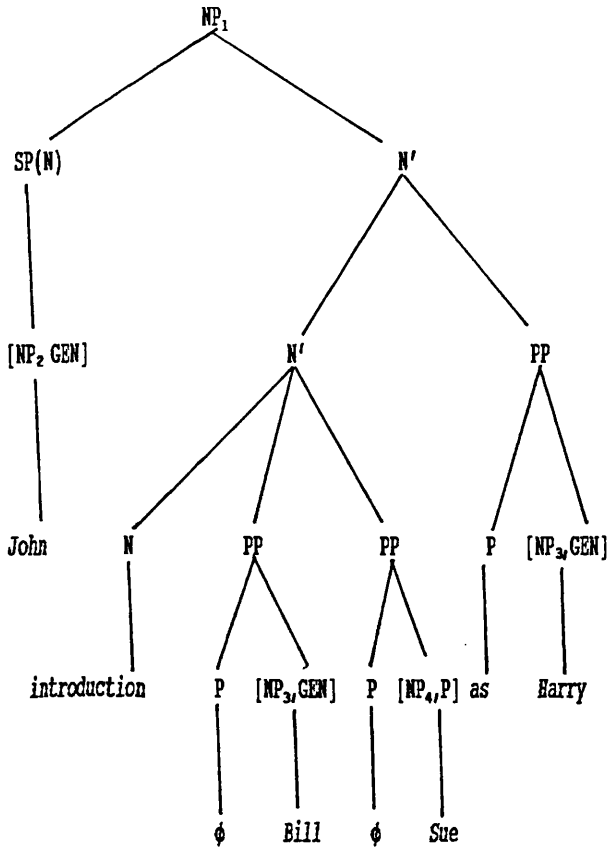 NP₁
SP(N) N'
[NP₂ GEN] N' PP
John N PP PP P [NP₃, GEN]
introduction P [NP₃, GEN] P [NP₄, P] as Harry
ϕ Bill ϕ Sue